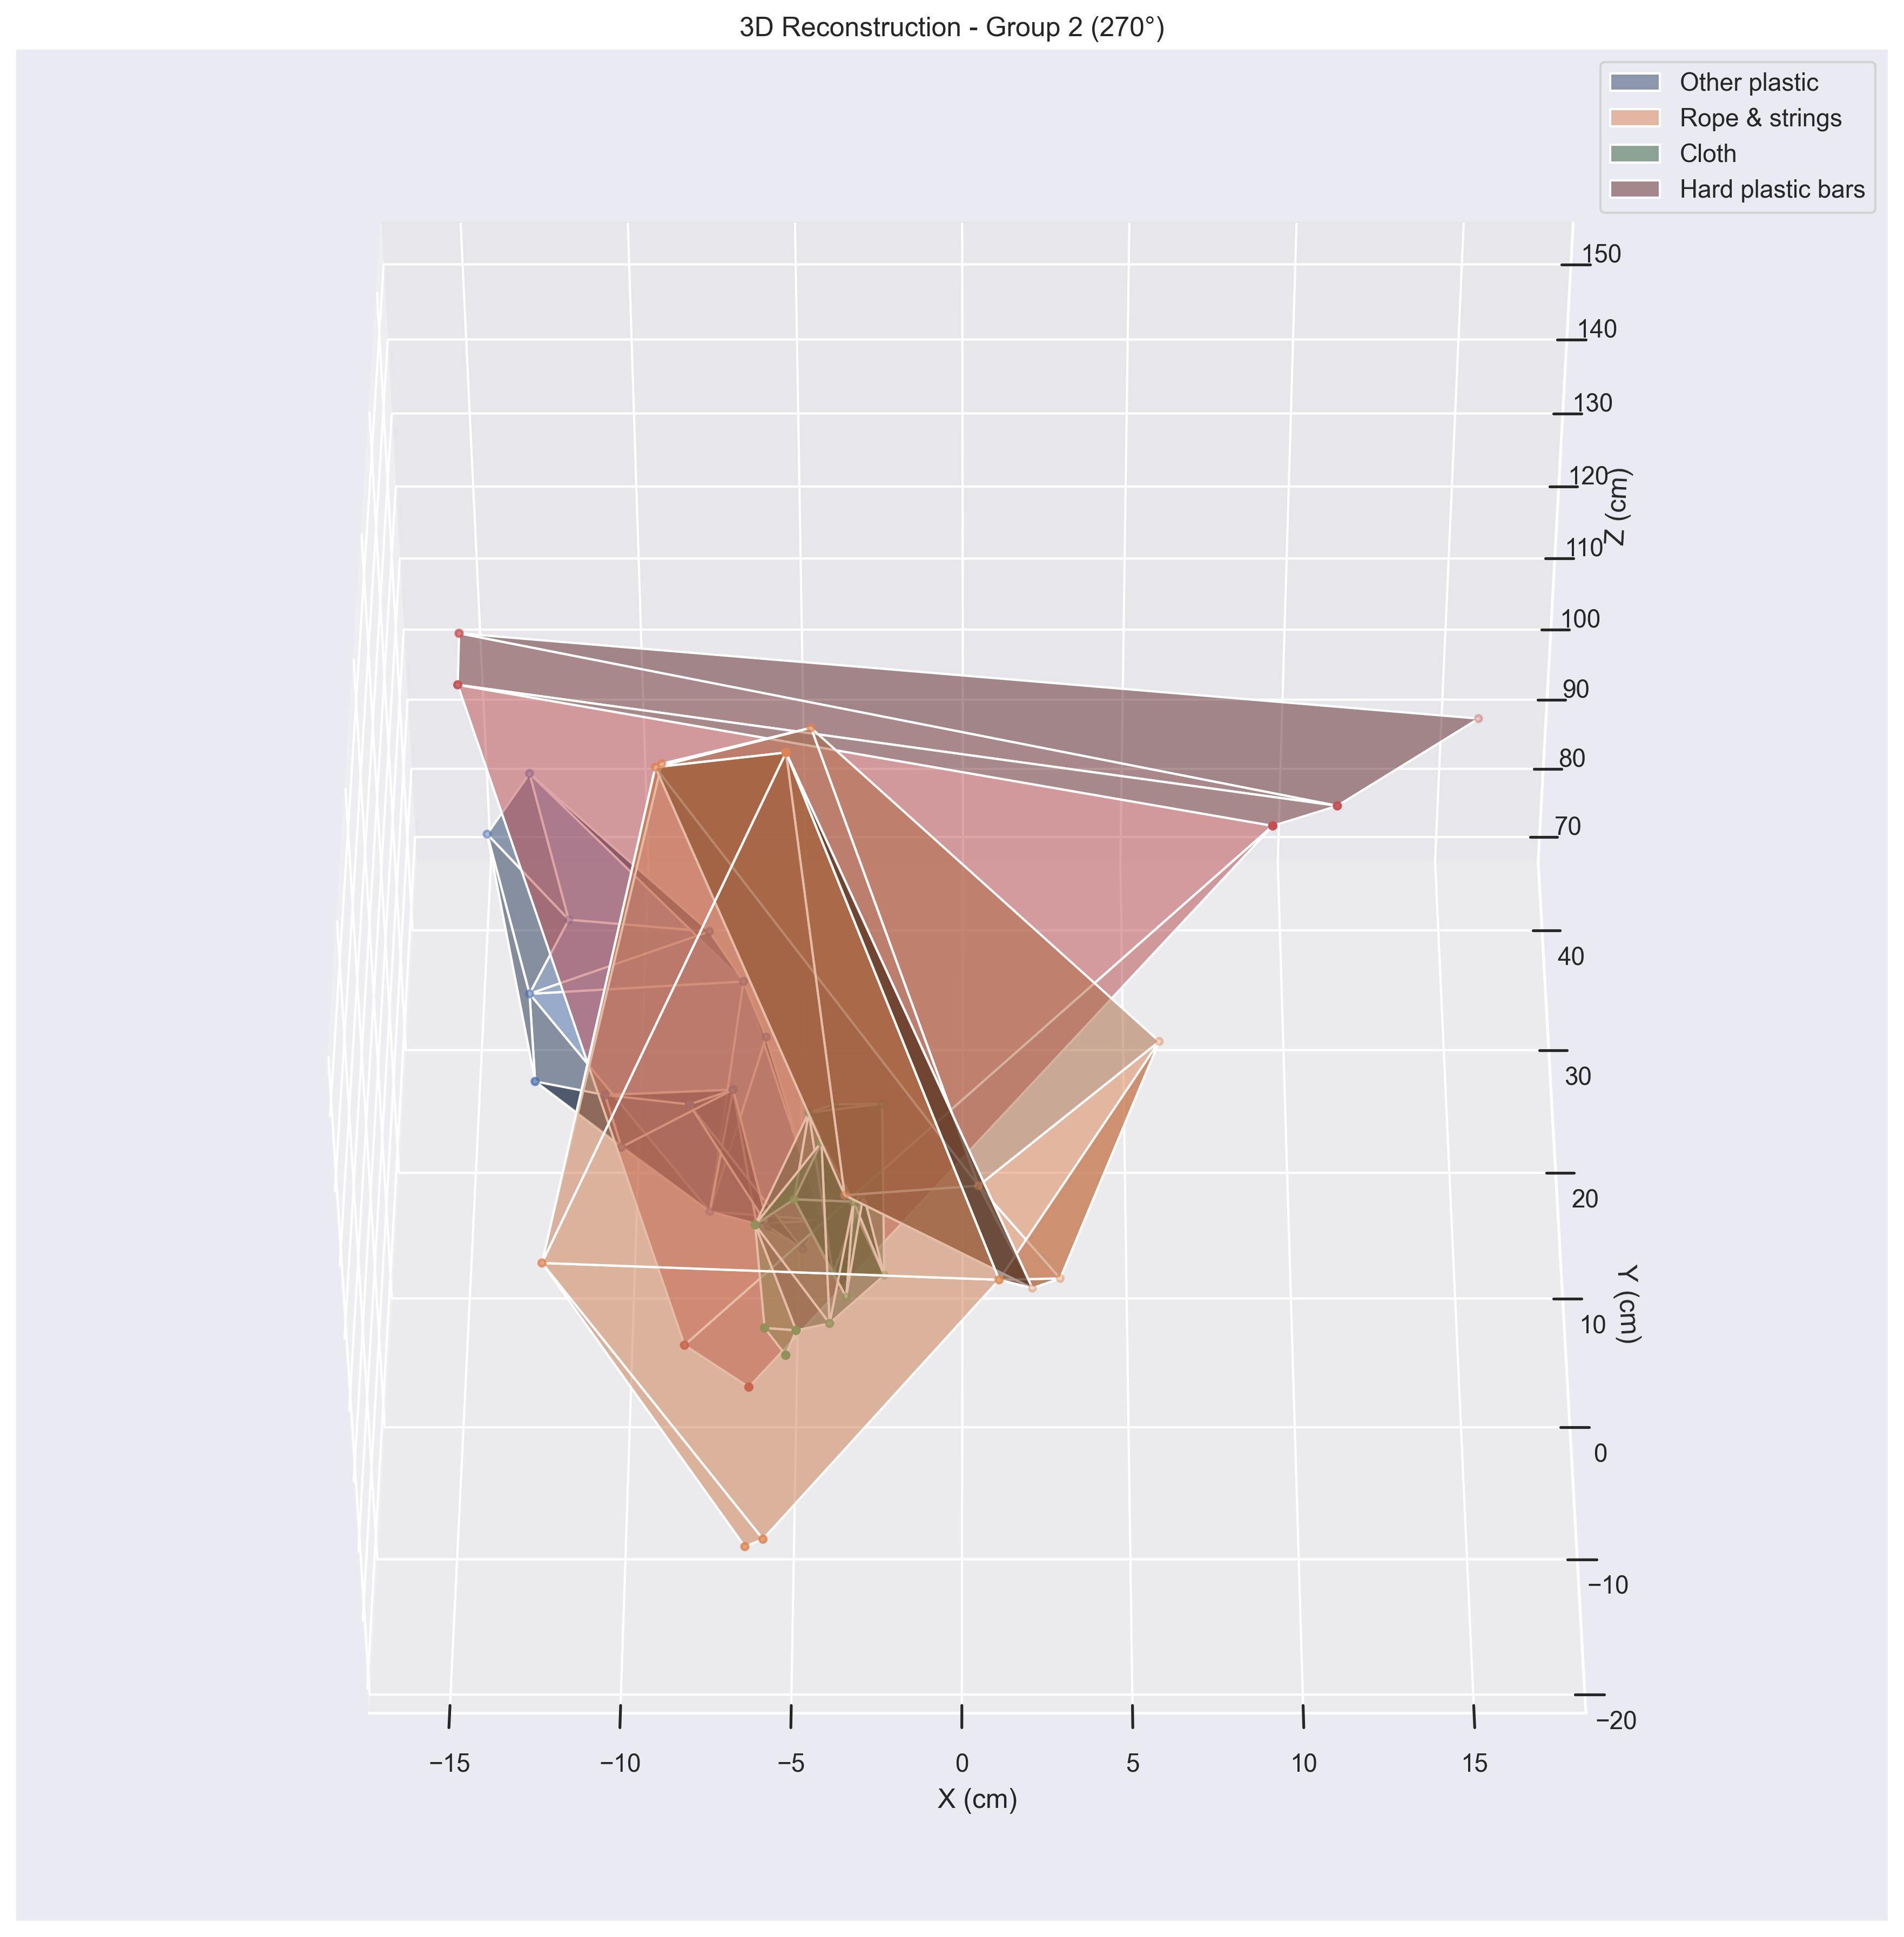 3D Reconstruction - Group 2 (270°)
Other plastic
Rope & strings
Cloth
Hard plastic bars
150
140
130
120
110
100
90
80
70
Z (cm)
40
30
20
10
0
−10
−20
Y (cm)
−15 −10 −5 0 5 10 15
X (cm)